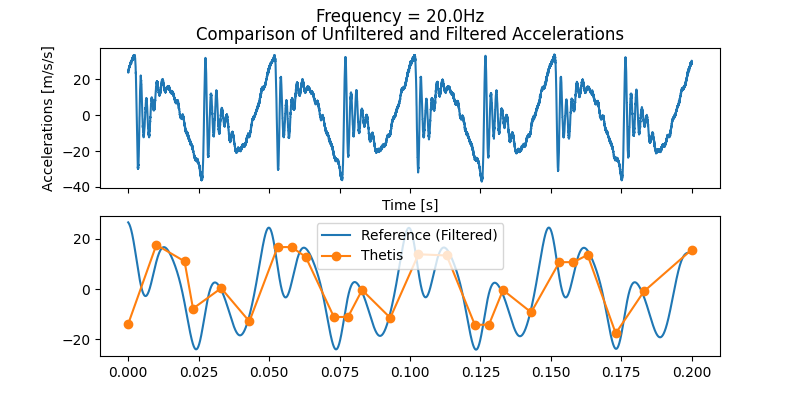 Frequency = 20.0Hz
Comparison of Unfiltered and Filtered Accelerations
Accelerations [m/s/s]
20
0
−20
−40
Time [s]
Reference (Filtered)
Thetis
20
0
−20
0.000 0.025 0.050 0.075 0.100 0.125 0.150 0.175 0.200